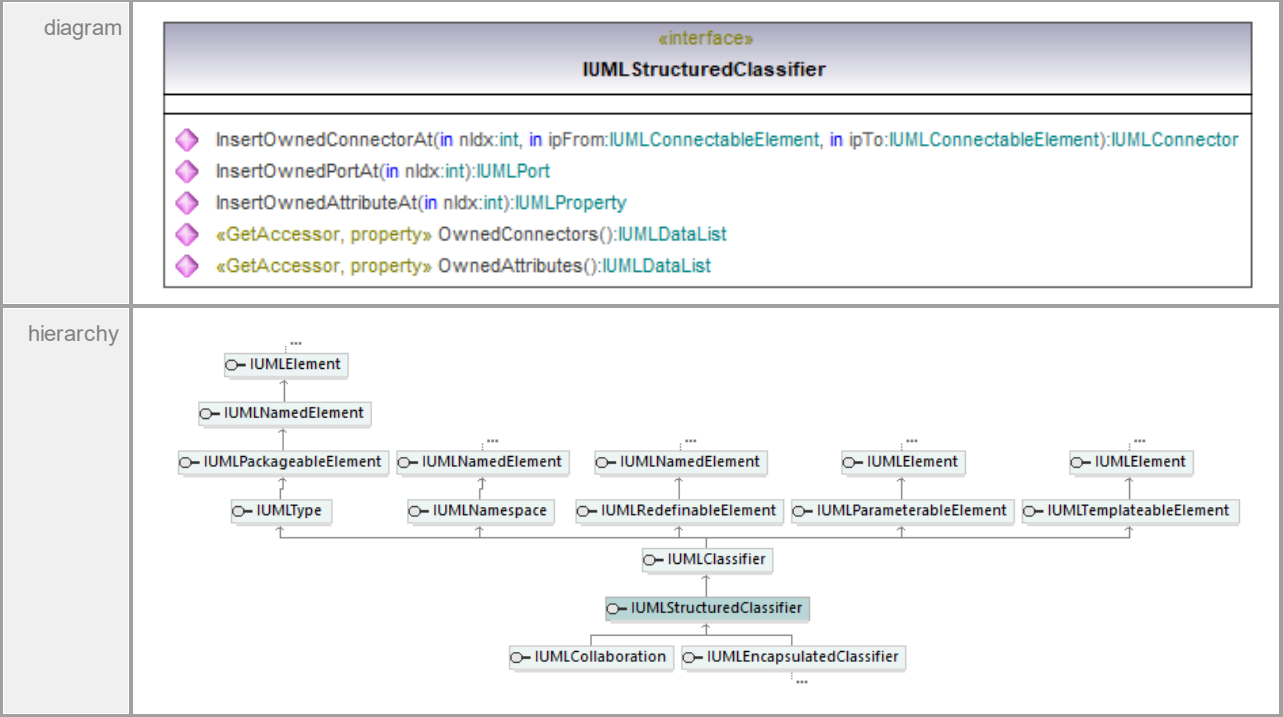 diagram
«interface»
IUMLStructuredClassifier
InsertOwnedConnectorAt(in nIdx:int, in ipFrom:IUMLConnectableElement, in ipTo:IUMLConnectableElement):IUMLConnector
InsertOwnedPortAt(in nIdx:int):IUMLPort
InsertOwnedAttributeAt(in nIdx:int):IUMLProperty
«GetAccessor, property» OwnedConnectors():IUMLDataList
«GetAccessor, property» OwnedAttributes():IUMLDataList
hierarchy
...
IUMLElement
IUMLNamedElement
... ... ... ...
IUMLPackageableElement IUMLNamedElement IUMLNamedElement IUMLElement IUMLElement
IUMLType IUMLNamespace IUMLRedefinableElement IUMLParameterableElement IUMLTemplateableElement
IUMLClassifier
IUMLStructuredClassifier
IUMLCollaboration IUMLEncapsulatedClassifier
...